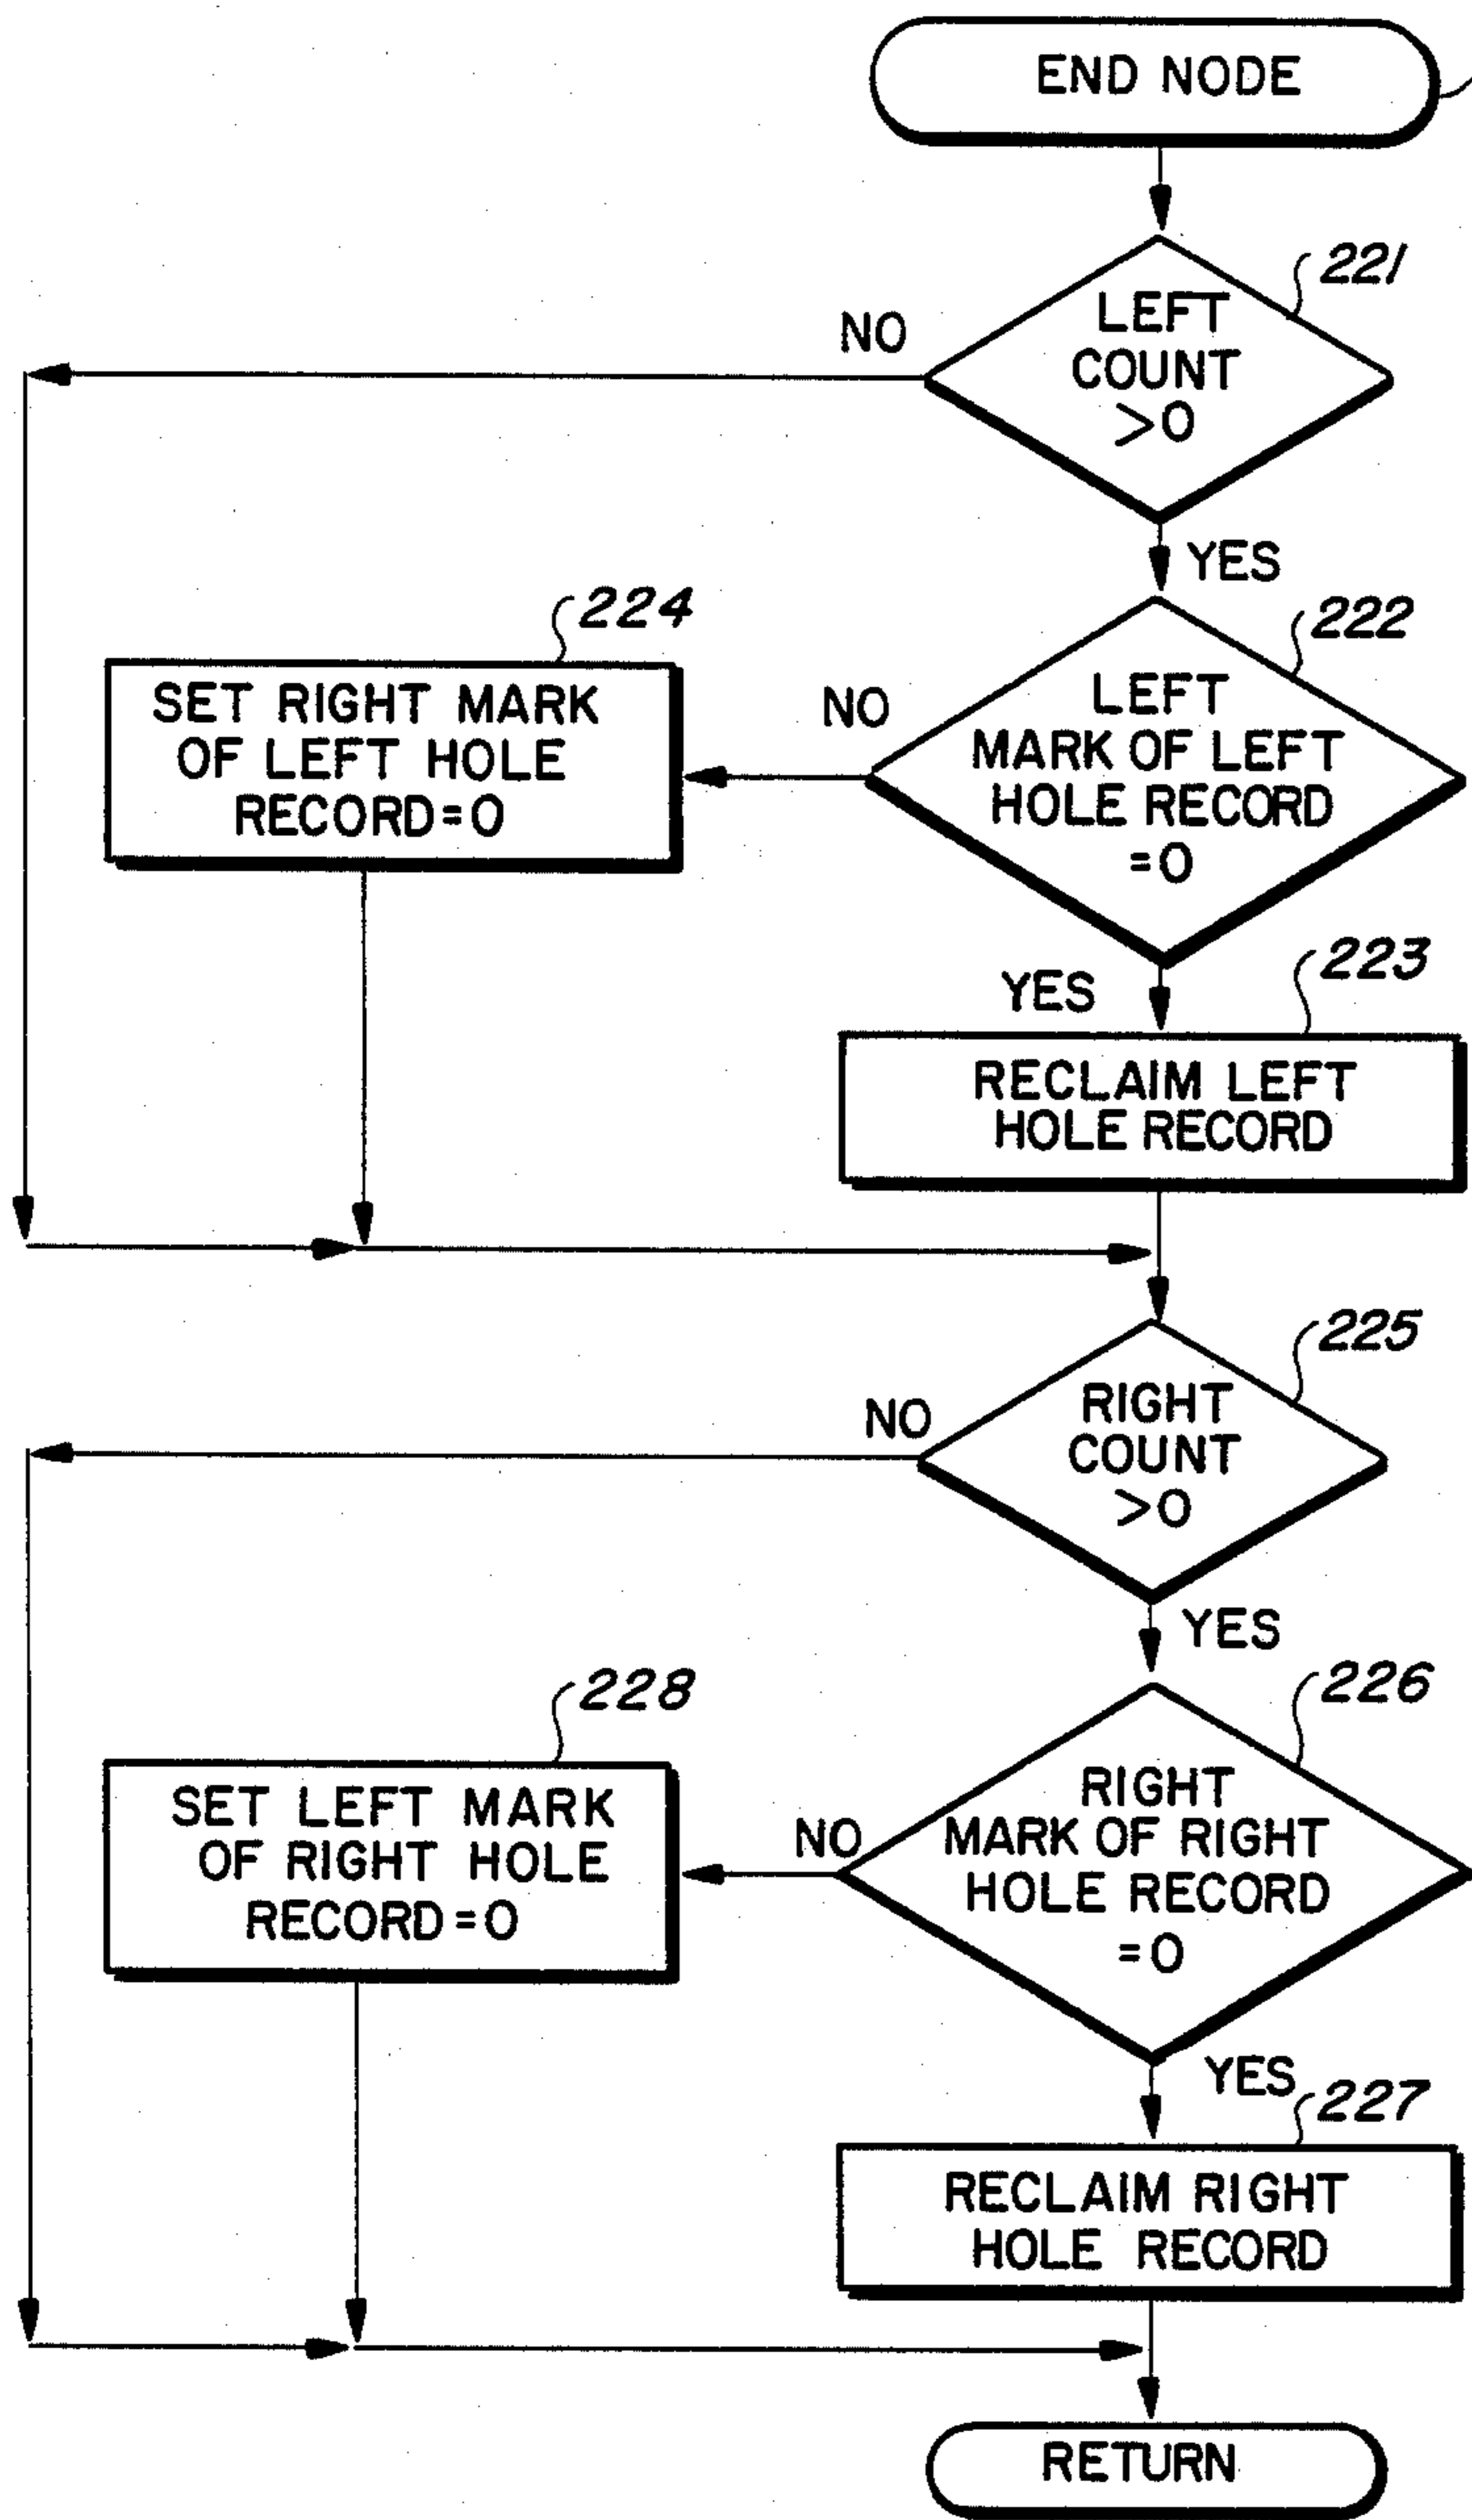 END NODE
221
LEFT
COUNT
>0
NO
YES
222
LEFT
MARK OF LEFT
HOLE RECORD
=0
NO
224
SET RIGHT MARK
OF LEFT HOLE
RECORD=0
YES
223
RECLAIM LEFT
HOLE RECORD
225
RIGHT
COUNT
>0
NO
YES
226
RIGHT
MARK OF RIGHT
HOLE RECORD
=0
NO
228
SET LEFT MARK
OF RIGHT HOLE
RECORD=0
YES
227
RECLAIM RIGHT
HOLE RECORD
RETURN